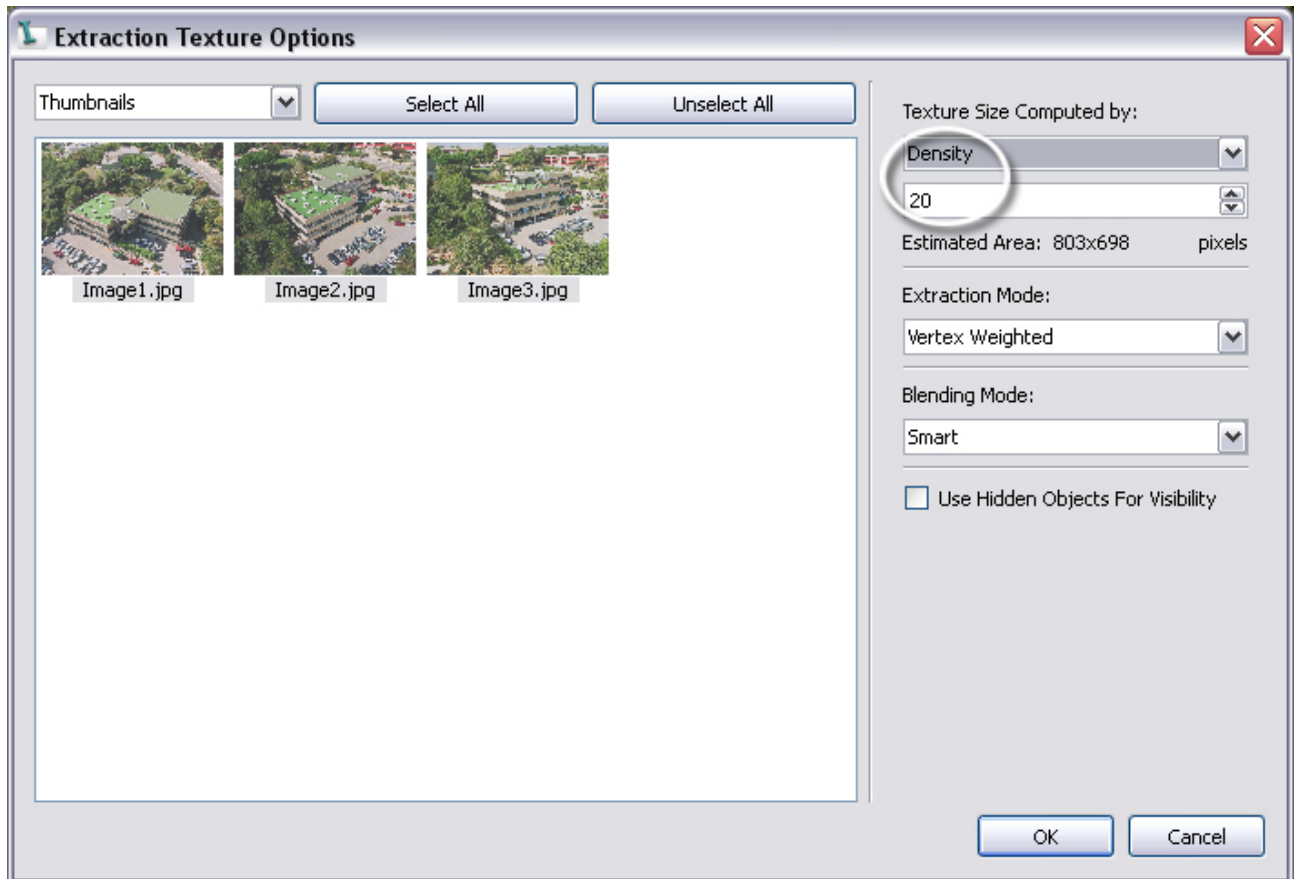 Extraction Texture Options
Thumbnails
Select All
Unselect All
Image1.jpg
Image2.jpg
Image3.jpg
Texture Size Computed by:
Density
20
Estimated Area: 803x698 pixels
Extraction Mode:
Vertex Weighted
Blending Mode:
Smart
Use Hidden Objects For Visibility
OK
Cancel